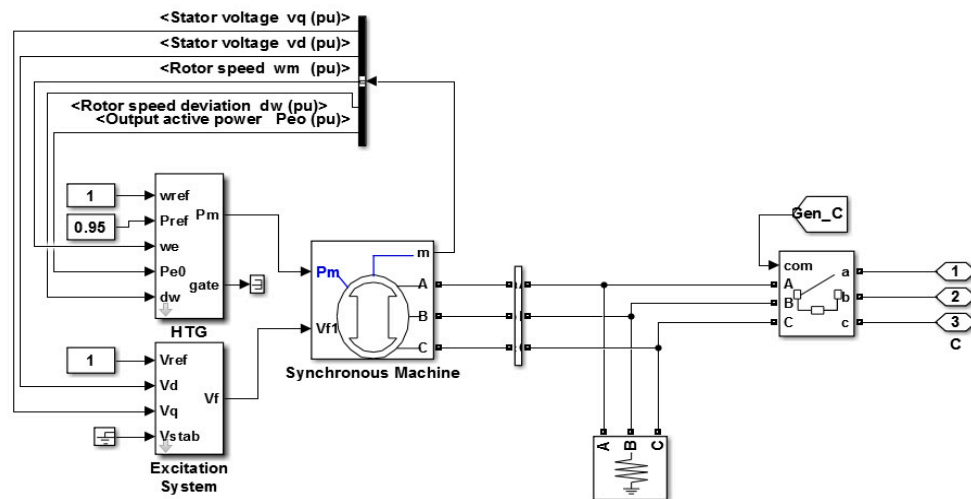 <Stator voltage vq (pu)>
<Stator voltage vd (pu)>
<Rotor speed wm (pu)>
<Rotor speed deviation dw (pu)>
<Output active power Peo (pu)>
1
wref
0.95
Pref
Pm
we
Pe0
gate
dw
HTG
1
Vref
Vd
Vf
Vq
Vstab
Excitation
System
Pm
m
A
B
Vf1
C
Synchronous Machine
A
B
C
Gen_C
com
A
B
C
a
b
c
1
2
3
C